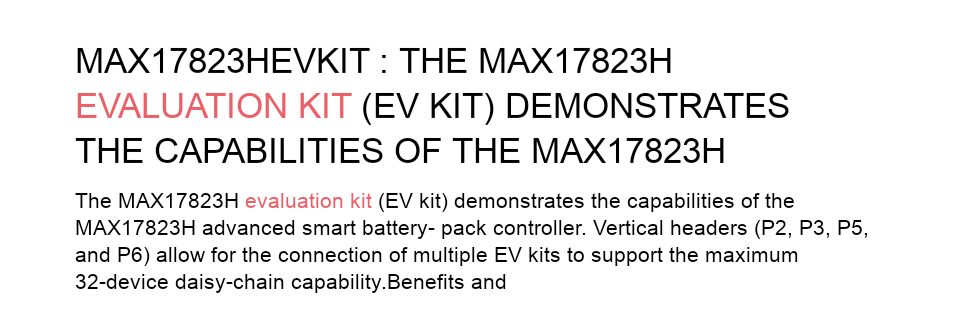 MAX17823HEVKIT : THE MAX17823H
EVALUATION KIT (EV KIT) DEMONSTRATES
THE CAPABILITIES OF THE MAX17823H
The MAX17823H evaluation kit (EV kit) demonstrates the capabilities of the
MAX17823H advanced smart battery- pack controller. Vertical headers (P2, P3, P5,
and P6) allow for the connection of multiple EV kits to support the maximum
32-device daisy-chain capability.Benefits and